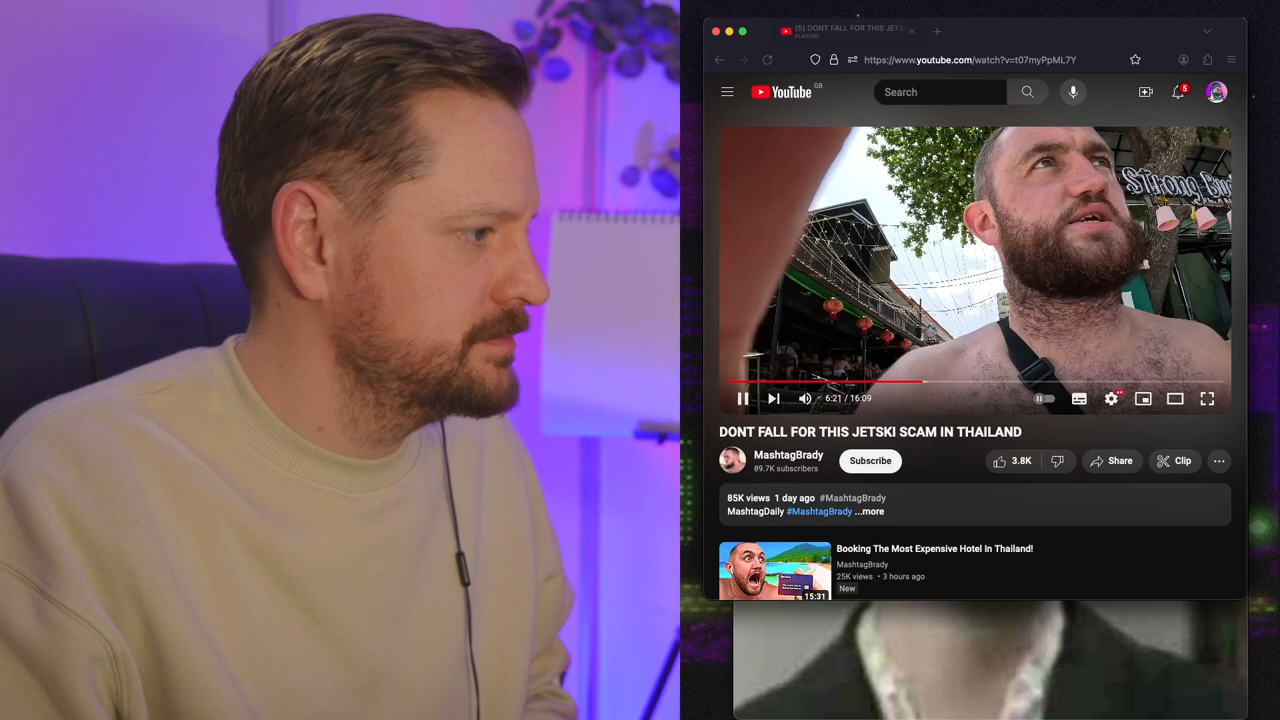 (5) DONT FALL FOR THIS JETS
PLAYING
https://www.youtube.com/watch?v=t07myPpML7Y
YouTube GB
Search
5
Strong
6:21 / 16:09
DONT FALL FOR THIS JETSKI SCAM IN THAILAND
MashtagBrady
89.7K subscribers
Subscribe
3.8K
Share
Clip
85K views 1 day ago #MashtagBrady
MashtagDaily #MashtagBrady ...more
Booking The Most Expensive Hotel In Thailand!
MashtagBrady
25K views • 3 hours ago
New
15:31